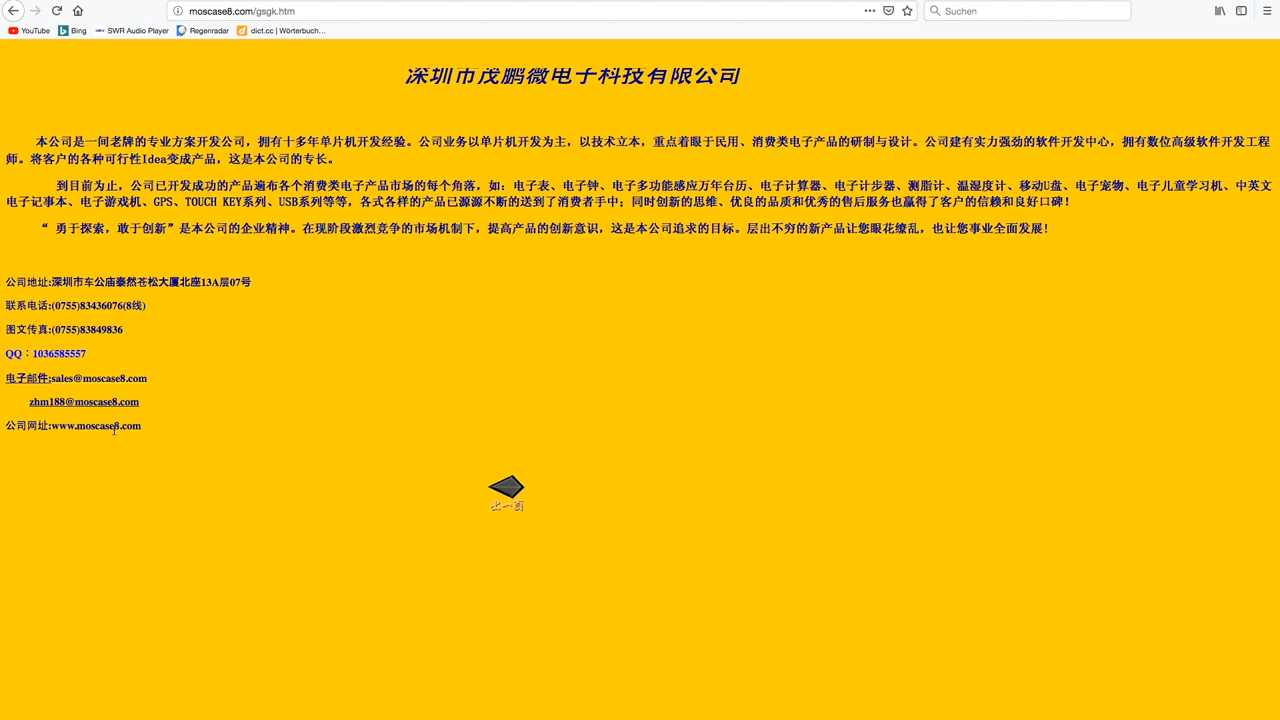 moscase8.com/gsgk.htm
Suchen
YouTube Bing SWR Audio Player Regenradar dict.cc | Wörterbuch…
深圳市茂鹏微电子科技有限公司
本公司是一间老牌的专业方案开发公司，拥有十多年单片机开发经验。公司业务以单片机开发为主，以技术立本，重点着眼于民用、消费类电子产品的研制与设计。公司建有实力强劲的软件开发中心，拥有数位高级软件开发工程
师。将客户的各种可行性Idea变成产品，这是本公司的专长。
到目前为止，公司已开发成功的产品遍布各个消费类电子产品市场的每个角落，如：电子表、电子钟、电子多功能感应万年台历、电子计算器、电子计步器、测脂计、温湿度计、移动U盘、电子宠物、电子儿童学习机、中英文
电子记事本、电子游戏机、GPS、TOUCH KEY系列、USB系列等等，各式各样的产品已源源不断的送到了消费者手中；同时创新的思维、优良的品质和优秀的售后服务也赢得了客户的信赖和良好口碑！
“ 勇于探索，敢于创新”是本公司的企业精神。在现阶段激烈竞争的市场机制下，提高产品的创新意识，这是本公司追求的目标。层出不穷的新产品让您眼花缭乱，也让您事业全面发展！
公司地址:深圳市车公庙泰然苍松大厦北座13A层07号
联系电话:(0755)83436076(8线)
图文传真:(0755)83849836
QQ：1036585557
电子邮件:sales@moscase8.com
zhm188@moscase8.com
公司网址:www.moscase8.com
上一页